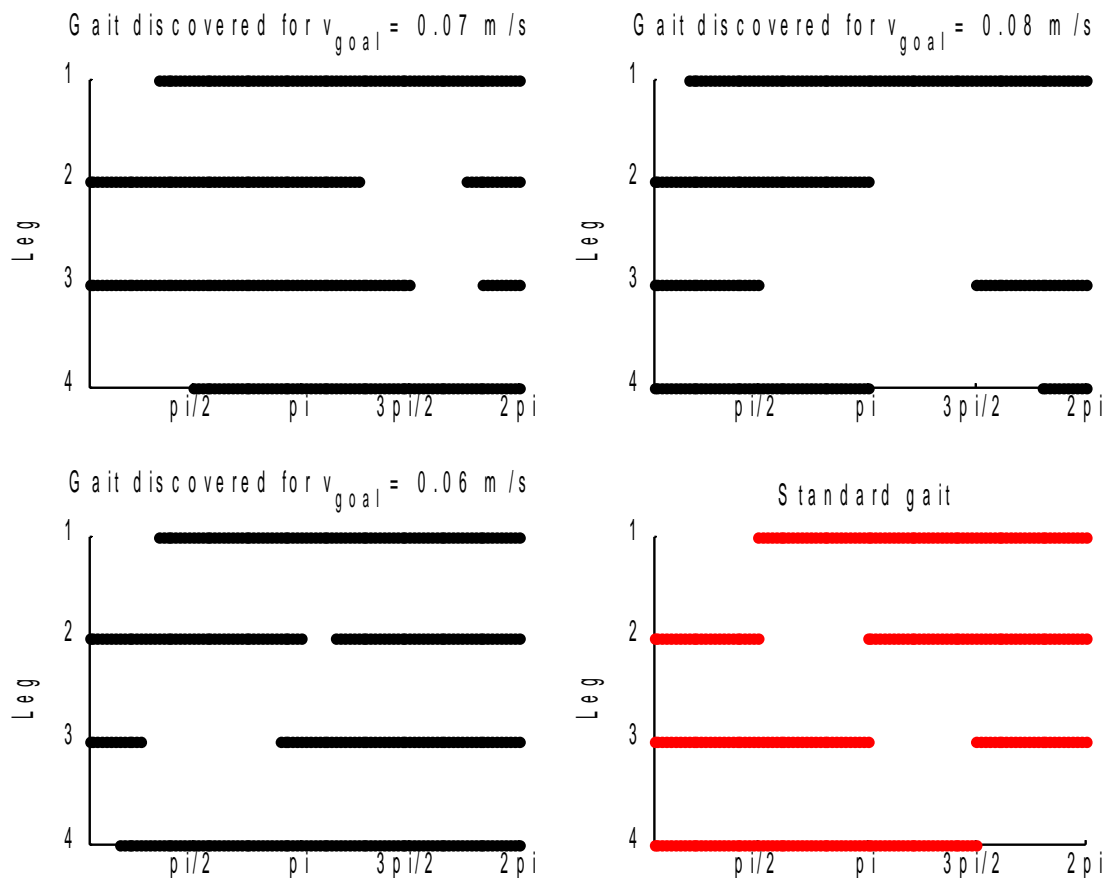 Gait discovered for v_goal = 0.07 m/s
1
2
3
4
Leg
pi/2 pi 3pi/2 2pi
Gait discovered for v_goal = 0.08 m/s
1
2
3
4
Leg
pi/2 pi 3pi/2 2pi
Gait discovered for v_goal = 0.06 m/s
1
2
3
4
Leg
pi/2 pi 3pi/2 2pi
Standard gait
1
2
3
4
Leg
pi/2 pi 3pi/2 2pi